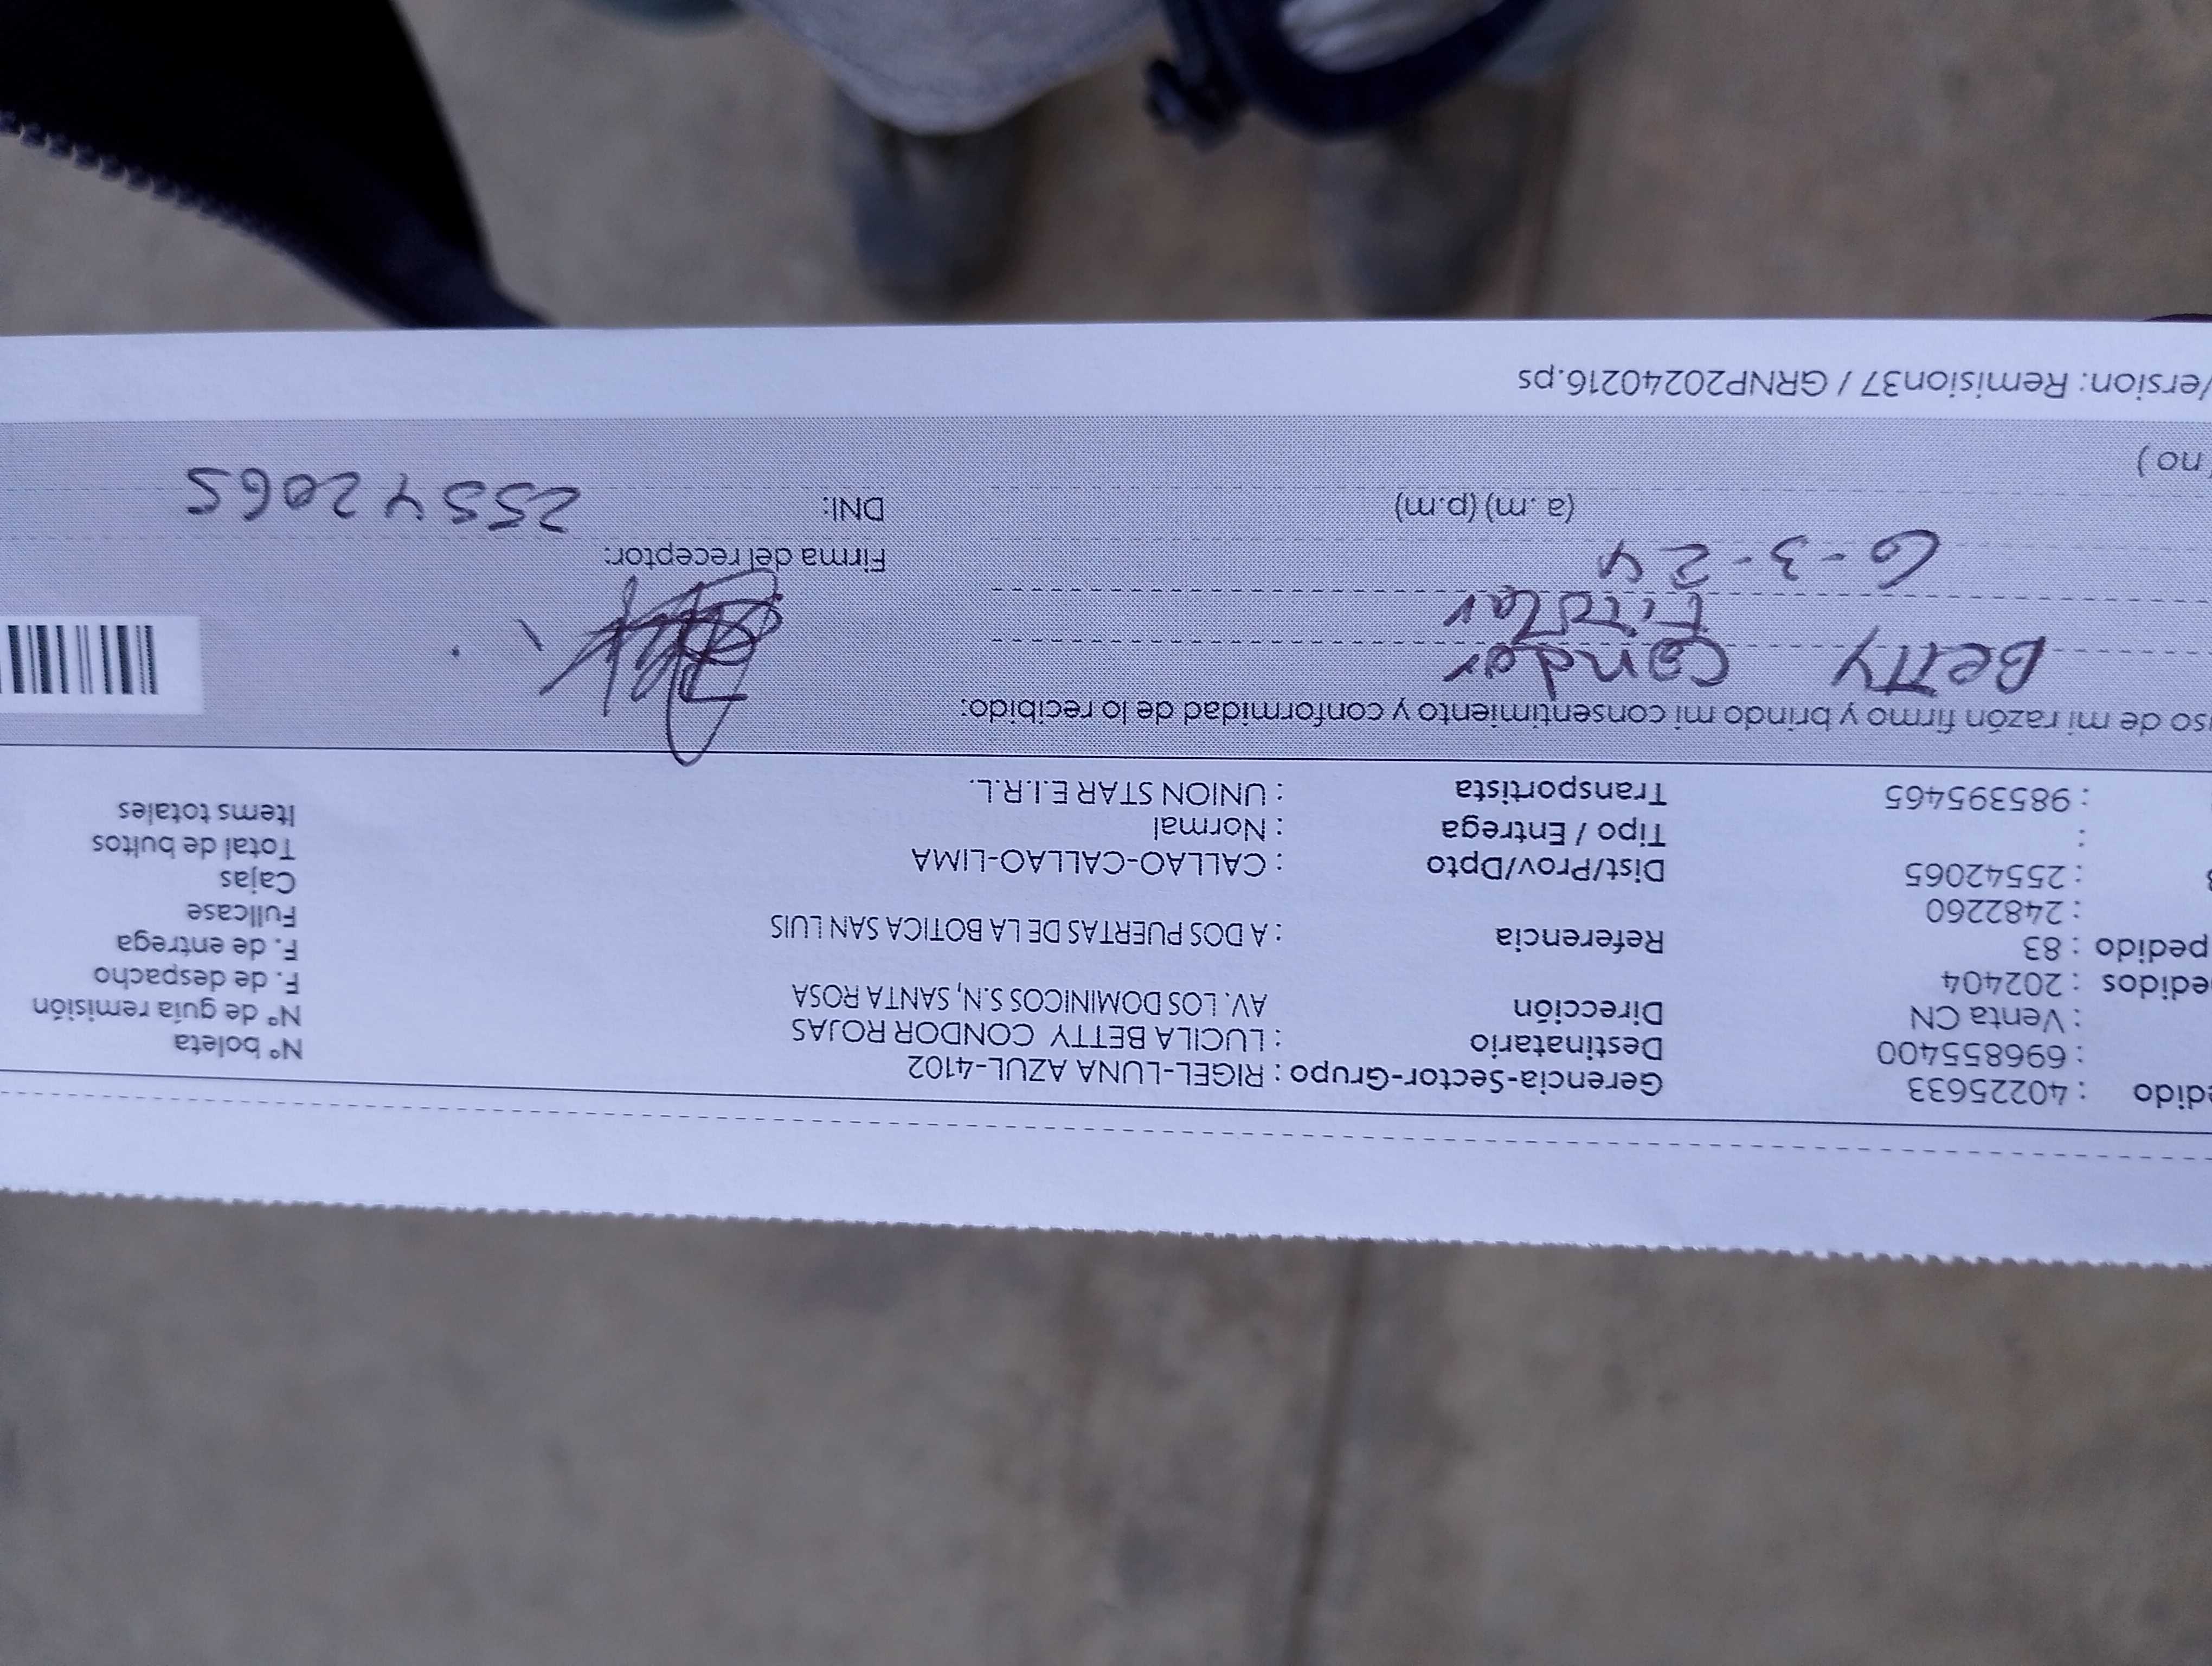 edido : 40225633 Gerencia-Sector-Grupo : RIGEL-LUNA AZUL-4102 Nº boleta
: 696855400 Destinatario : LUCILA BETTY CONDOR ROJAS Nº de guía remisión
: Venta CN Dirección AV. LOS DOMINICOS S.N, SANTA ROSA F. de despacho
edidos : 202404 F. de entrega
pedido : 83 Referencia : A DOS PUERTAS DE LA BOTICA SAN LUIS Fullcase
: 2482260 Cajas
: 25542065 Dist/Prov/Dpto : CALLAO-CALLAO-LIMA Total de bultos
: Tipo / Entrega : Normal Items totales
: 985395465 Transportista : UNION STAR E.I.R.L.
uso de mi razón firmo y brindo mi consentimiento y conformidad de lo recibido:
Betty Condor
Titular
6-3-24 Firma del receptor:
(a.m) (p.m) DNI: 25542065
no)
Version: Remision37 / GRNP20240216.ps